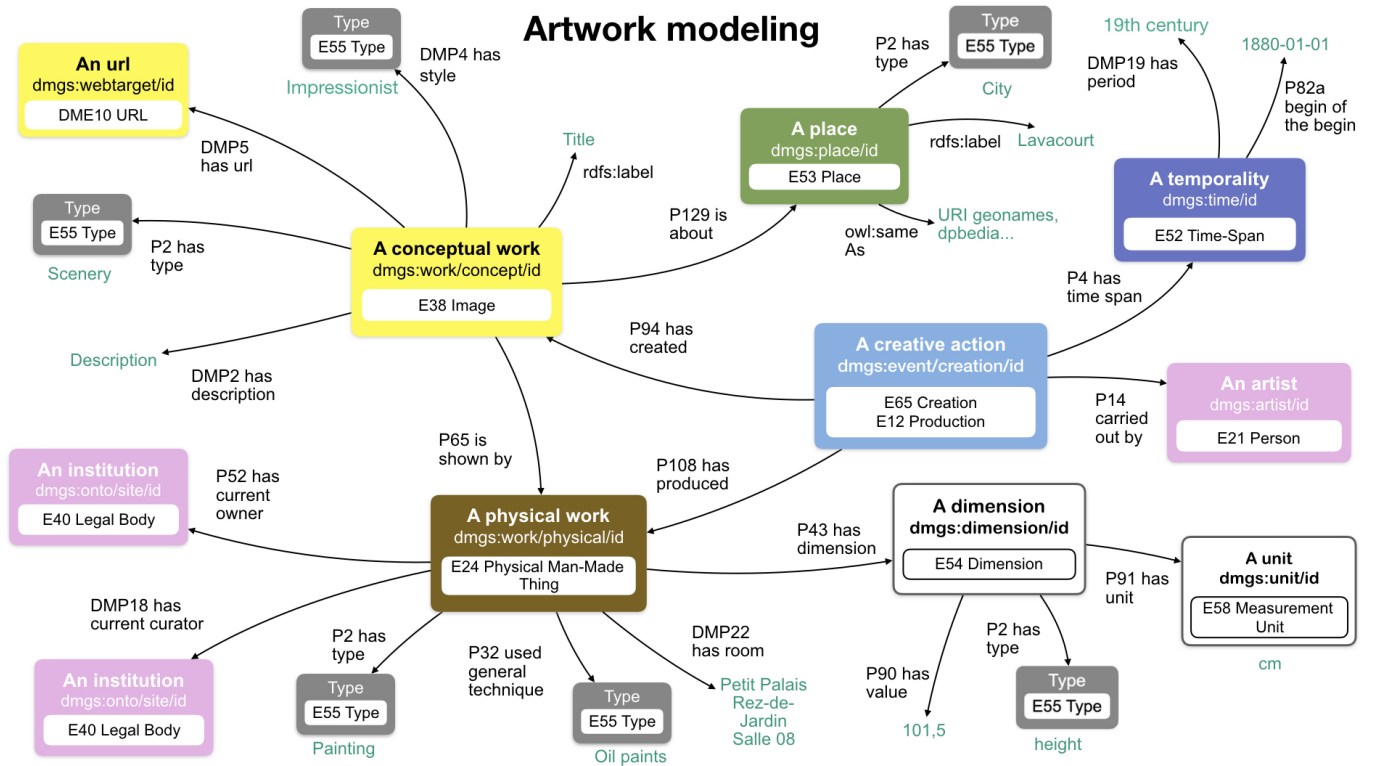 Artwork modeling
An url
dmgs:webtarget/id
DME10 URL
DMP5
has url
Type
E55 Type
Impressionist
DMP4 has
style
Title
rdfs:label
Type
E55 Type
Scenery
P2 has
type
A conceptual work
dmgs:work/concept/id
E38 Image
Description
DMP2 has
description
P129 is
about
A place
dmgs:place/id
E53 Place
P2 has
type
Type
E55 Type
City
rdfs:label
Lavacourt
owl:same
As
URI geonames,
dpbedia...
19th century
DMP19 has
period
1880-01-01
P82a
begin of
the begin
A temporality
dmgs:time/id
E52 Time-Span
P4 has
time span
P94 has
created
A creative action
dmgs:event/creation/id
E65 Creation
E12 Production
P14
carried
out by
An artist
dmgs:artist/id
E21 Person
P65 is
shown by
P108 has
produced
An institution
dmgs:onto/site/id
E40 Legal Body
P52 has
current
owner
A physical work
dmgs:work/physical/id
E24 Physical Man-Made
Thing
P43 has
dimension
A dimension
dmgs:dimension/id
E54 Dimension
P91 has
unit
A unit
dmgs:unit/id
E58 Measurement
Unit
cm
DMP18 has
current curator
An institution
dmgs:onto/site/id
E40 Legal Body
P2 has
type
Type
E55 Type
Painting
P32 used
general
technique
Type
E55 Type
Oil paints
DMP22
has room
Petit Palais
Rez-de-
Jardin
Salle 08
P90 has
value
101,5
P2 has
type
Type
E55 Type
height